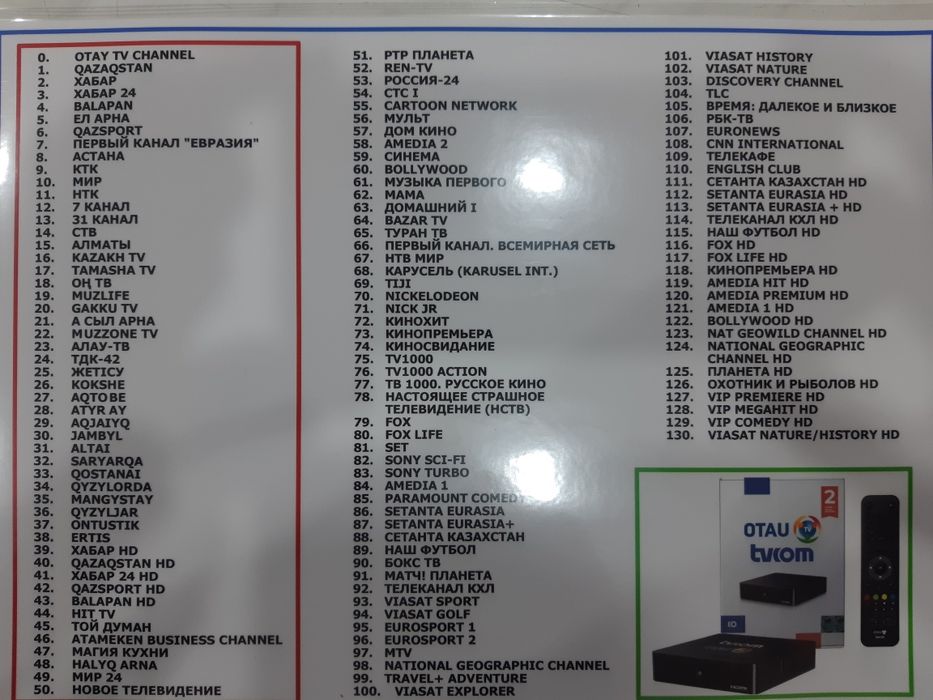 0. OTAY TV CHANNEL
1. QAZAQSTAN
2. ХАБАР
3. ХАБАР 24
4. BALAPAN
5. ЕЛ АРНА
6. QAZSPORT
7. ПЕРВЫЙ КАНАЛ "ЕВРАЗИЯ"
8. АСТАНА
9. КТК
10. МИР
11. НТК
12. 7 КАНАЛ
13. 31 КАНАЛ
14. СТВ
15. АЛМАТЫ
16. KAZAKH TV
17. TAMASHA TV
18. ОҢ ТВ
19. MUZLIFE
20. GAKKU TV
21. А СЫЛ АРНА
22. MUZZONE TV
23. АЛАУ-ТВ
24. ТДК-42
25. ЖЕТІСУ
26. KOKSHE
27. AQTOBE
28. ATYR AY
29. AQJAIYQ
30. JAMBYL
31. ALTAI
32. SARYARQA
33. QOSTANAI
34. QYZYLORDA
35. MANGYSTAY
36. QYZYLJAR
37. ONTUSTIK
38. ERTIS
39. ХАБАР HD
40. QAZAQSTAN HD
41. ХАБАР 24 HD
42. QAZSPORT HD
43. BALAPAN HD
44. HIT TV
45. ТОЙ ДУМАН
46. ATAMEKEN BUSINESS CHANNEL
47. МАГИЯ КУХНИ
48. HALYQ ARNA
49. МИР 24
50. НОВОЕ ТЕЛЕВИДЕНИЕ
51. РТР ПЛАНЕТА
52. REN-TV
53. РОССИЯ-24
54. СТС I
55. CARTOON NETWORK
56. МУЛЬТ
57. ДОМ КИНО
58. AMEDIA 2
59. СИНЕМА
60. BOLLYWOOD
61. МУЗЫКА ПЕРВОГО
62. МАМА
63. ДОМАШНИЙ I
64. BAZAR TV
65. ТУРАН ТВ
66. ПЕРВЫЙ КАНАЛ. ВСЕМИРНАЯ СЕТЬ
67. НТВ МИР
68. КАРУСЕЛЬ (KARUSEL INT.)
69. TIJI
70. NICKELODEON
71. NICK JR
72. КИНОХИТ
73. КИНОПРЕМЬЕРА
74. КИНОСВИДАНИЕ
75. TV1000
76. TV1000 ACTION
77. ТВ 1000. РУССКОЕ КИНО
78. НАСТОЯЩЕЕ СТРАШНОЕ
ТЕЛЕВИДЕНИЕ (НСТВ)
79. FOX
80. FOX LIFE
81. SET
82. SONY SCI-FI
83. SONY TURBO
84. AMEDIA 1
85. PARAMOUNT
86. SETANTA EURASIA
87. SETANTA EURASIA+
88. СЕТАНТА КАЗАХСТАН
89. НАШ ФУТБОЛ
90. БОКС ТВ
91. МАТЧ! ПЛАНЕТА
92. ТЕЛЕКАНАЛ КХЛ
93. VIASAT SPORT
94. VIASAT GOLF
95. EUROSPORT 1
96. EUROSPORT 2
97. MTV
98. NATIONAL GEOGRAPHIC CHANNEL
99. TRAVEL+ ADVENTURE
100. VIASAT EXPLORER
101. VIASAT HISTORY
102. VIASAT NATURE
103. DISCOVERY CHANNEL
104. TLC
105. ВРЕМЯ: ДАЛЕКОЕ И БЛИЗКОЕ
106. РБК-ТВ
107. EURONEWS
108. CNN INTERNATIONAL
109. ТЕЛЕКАФЕ
110. ENGLISH CLUB
111. СЕТАНТА КАЗАХСТАН HD
112. SETANTA EURASIA HD
113. SETANTA EURASIA + HD
114. ТЕЛЕКАНАЛ КХЛ HD
115. НАШ ФУТБОЛ HD
116. FOX HD
117. FOX LIFE HD
118. КИНОПРЕМЬЕРА HD
119. AMEDIA HIT HD
120. AMEDIA PREMIUM HD
121. AMEDIA 1 HD
122. BOLLYWOOD HD
123. NAT GEOWILD CHANNEL HD
124. NATIONAL GEOGRAPHIC
CHANNEL HD
125. ПЛАНЕТА HD
126. ОХОТНИК И РЫБОЛОВ HD
127. VIP PREMIERE HD
128. VIP MEGAHIT HD
129. VIP COMEDY HD
130. VIASAT NATURE/HISTORY HD
2
OTAU TV
tvcom
tvcom